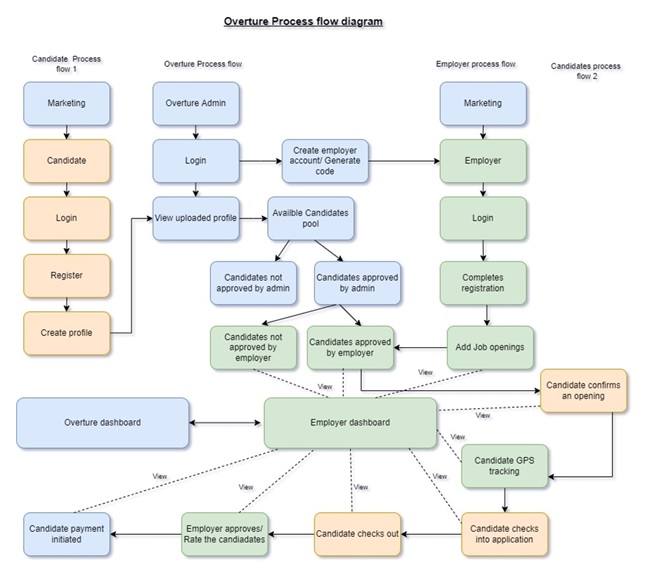 Overture Process flow diagram
Candidate Process
flow 1
Overture Process flow
Employer process flow
Candidates process
flow 2
Marketing
Overture Admin
Marketing
Candidate
Login
Create employer
account/ Generate
code
Employer
Login
View uploaded profile
Availble Candidates
pool
Login
Register
Candidates not
approved by admin
Candidates approved
by admin
Completes
registration
Create profile
Candidates not
approved by
employer
Candidates approved
by employer
Add Job openings
View
Candidate confirms
an opening
View
Overture dashboard
Employer dashboard
View
Candidate GPS
tracking
View
View
View
View
Candidate payment
initiated
Employer approves/
Rate the candiadates
Candidate checks out
Candidate checks
into application